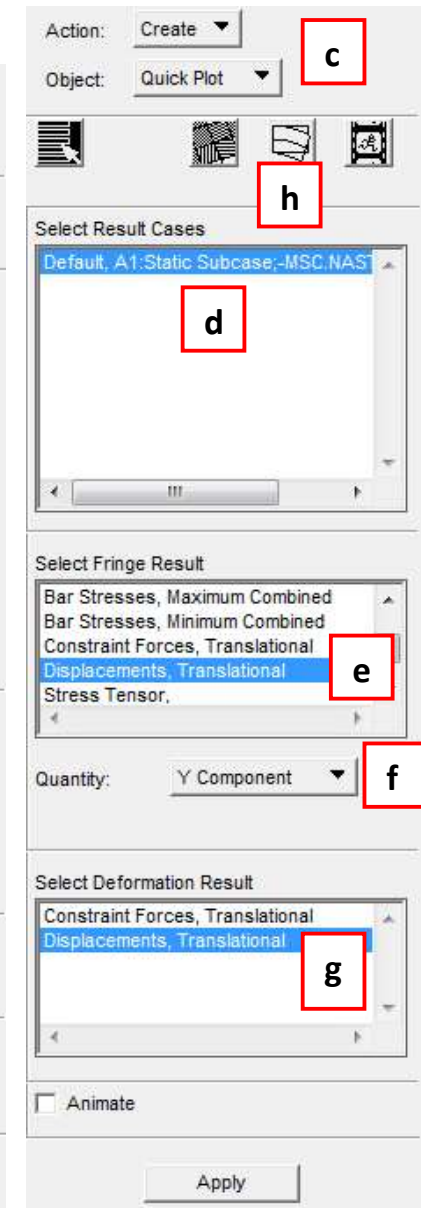 Action: Create
c
Object: Quick Plot
h
Select Result Cases
Default, A1:Static Subcase;-MSC.NAST
d
Select Fringe Result
Bar Stresses, Maximum Combined
Bar Stresses, Minimum Combined
Constraint Forces, Translational
Displacements, Translational
e
Stress Tensor,
Quantity: Y Component
f
Select Deformation Result
Constraint Forces, Translational
Displacements, Translational
g
Animate
Apply